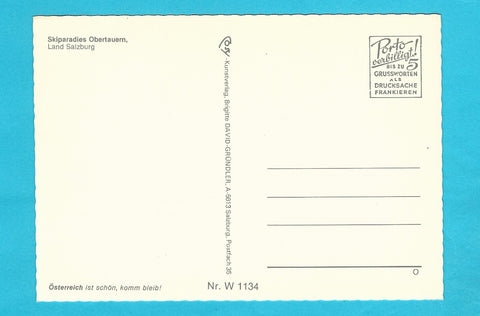 Skiparadies Obertauern,
Land Salzburg
Porto
verbilligt!
BIS ZU 5
GRUSSWORTEN
ALS
DRUCKSACHE
FRANKIEREN
Kunstverlag, Brigitte DAVID-GRÜNDLER, A-5013 Salzburg, Postfach 35
Österreich ist schön, komm bleib!
Nr. W 1134
O